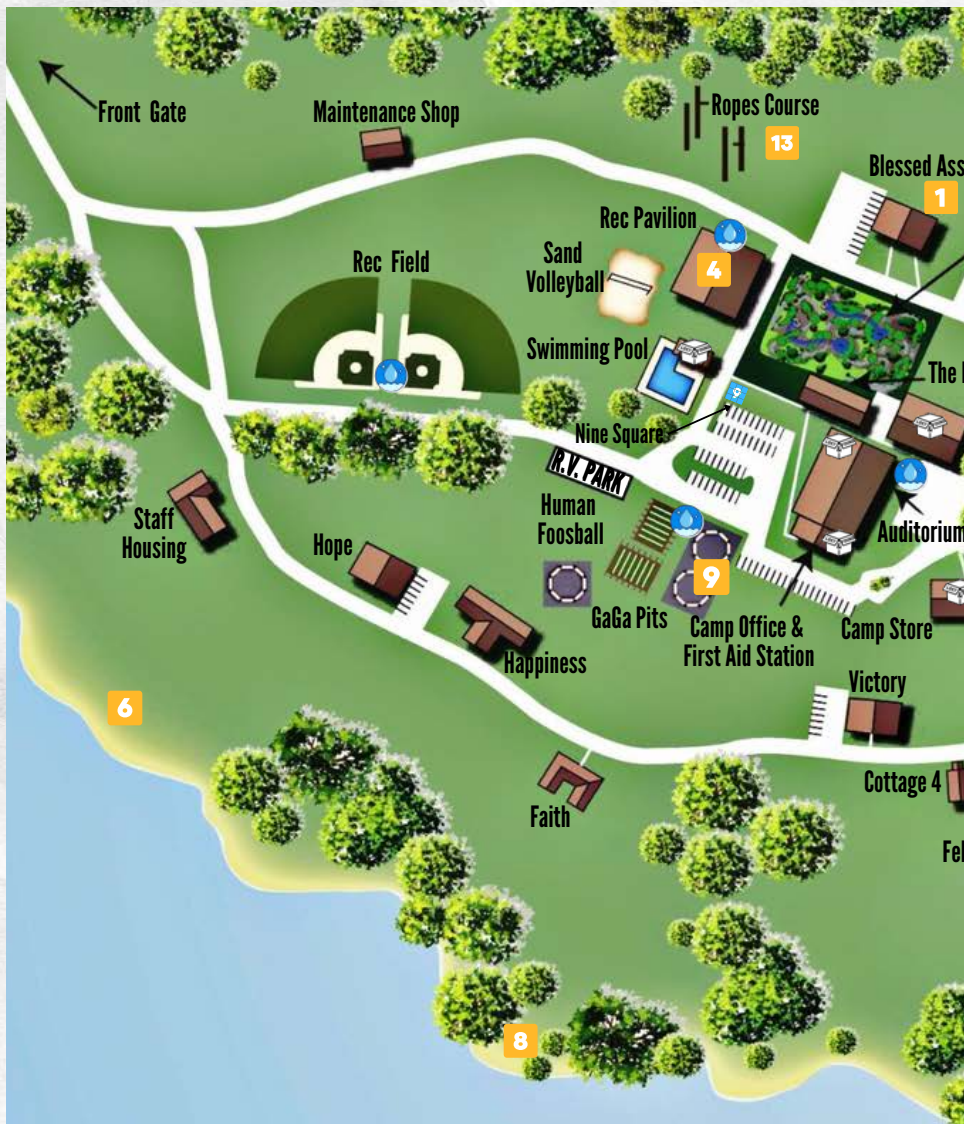 Front Gate
Maintenance Shop
Ropes Course
13
Blessed Ass
1
Rec Pavilion
4
Sand
Volleyball
Rec Field
Swimming Pool
The
9
Nine Square
R.V. PARK
Human
Foosball
Auditorium
Staff
Housing
Hope
9
GaGa Pits
Camp Office &
First Aid Station
Camp Store
Happiness
Victory
6
Cottage 4
Faith
Fel
8